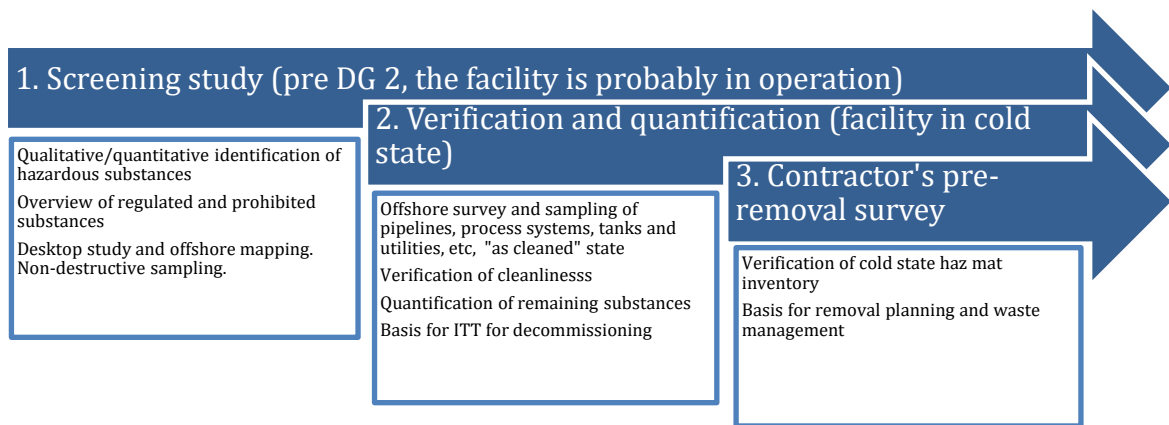 1. Screening study (pre DG 2, the facility is probably in operation)
Qualitative/quantitative identification of
hazardous substances
Overview of regulated and prohibited
substances
Desktop study and offshore mapping.
Non-destructive sampling.
2. Verification and quantification (facility in cold
state)
Offshore survey and sampling of
pipelines, process systems, tanks and
utilities, etc, "as cleaned" state
Verification of cleanlinesss
Quantification of remaining substances
Basis for ITT for decommissioning
3. Contractor's pre-
removal survey
Verification of cold state haz mat
inventory
Basis for removal planning and waste
management